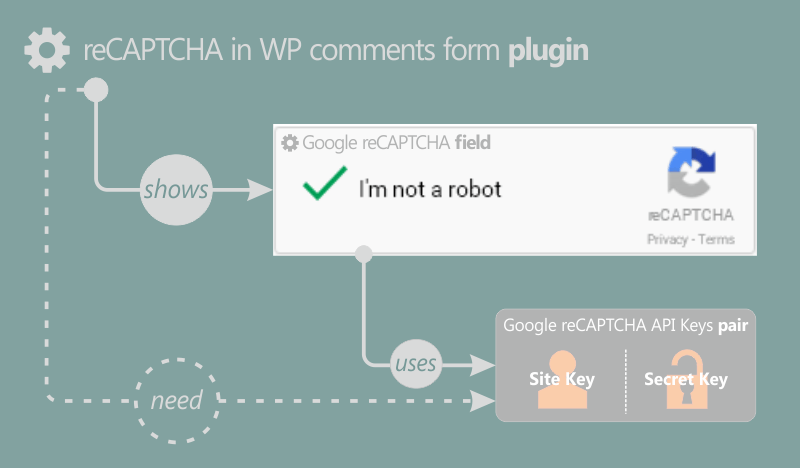 reCAPTCHA in WP comments form plugin
shows
Google reCAPTCHA field
I'm not a robot
reCAPTCHA
Privacy - Terms
uses
Google reCAPTCHA API Keys pair
Site Key
Secret Key
need